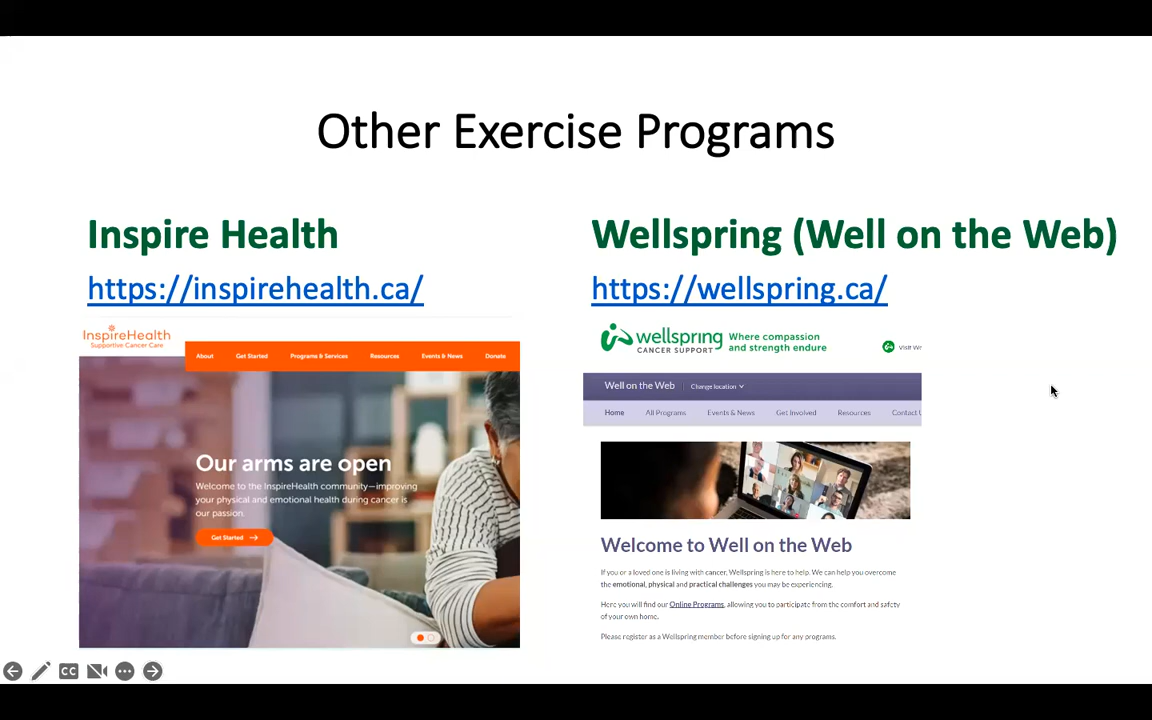 Other Exercise Programs
Inspire Health
https://inspirehealth.ca/
InspireHealth
Supportive Cancer Care
About Get Started Programs & Services Resources Events & News Donate
Our arms are open
Welcome to the InspireHealth community—improving
your physical and emotional health during cancer is
our passion.
Get Started
Wellspring (Well on the Web)
https://wellspring.ca/
wellspring
CANCER SUPPORT
Where compassion
and strength endure
Visit We
Well on the Web Change location
Home All Programs Events & News Get Involved Resources Contact U
Welcome to Well on the Web
If you or a loved one is living with cancer, Wellspring is here to help. We can help you overcome
the emotional, physical and practical challenges you may be experiencing.
Here you will find our Online Programs, allowing you to participate from the comfort and safety
of your own home.
Please register as a Wellspring member before signing up for any programs.
CC